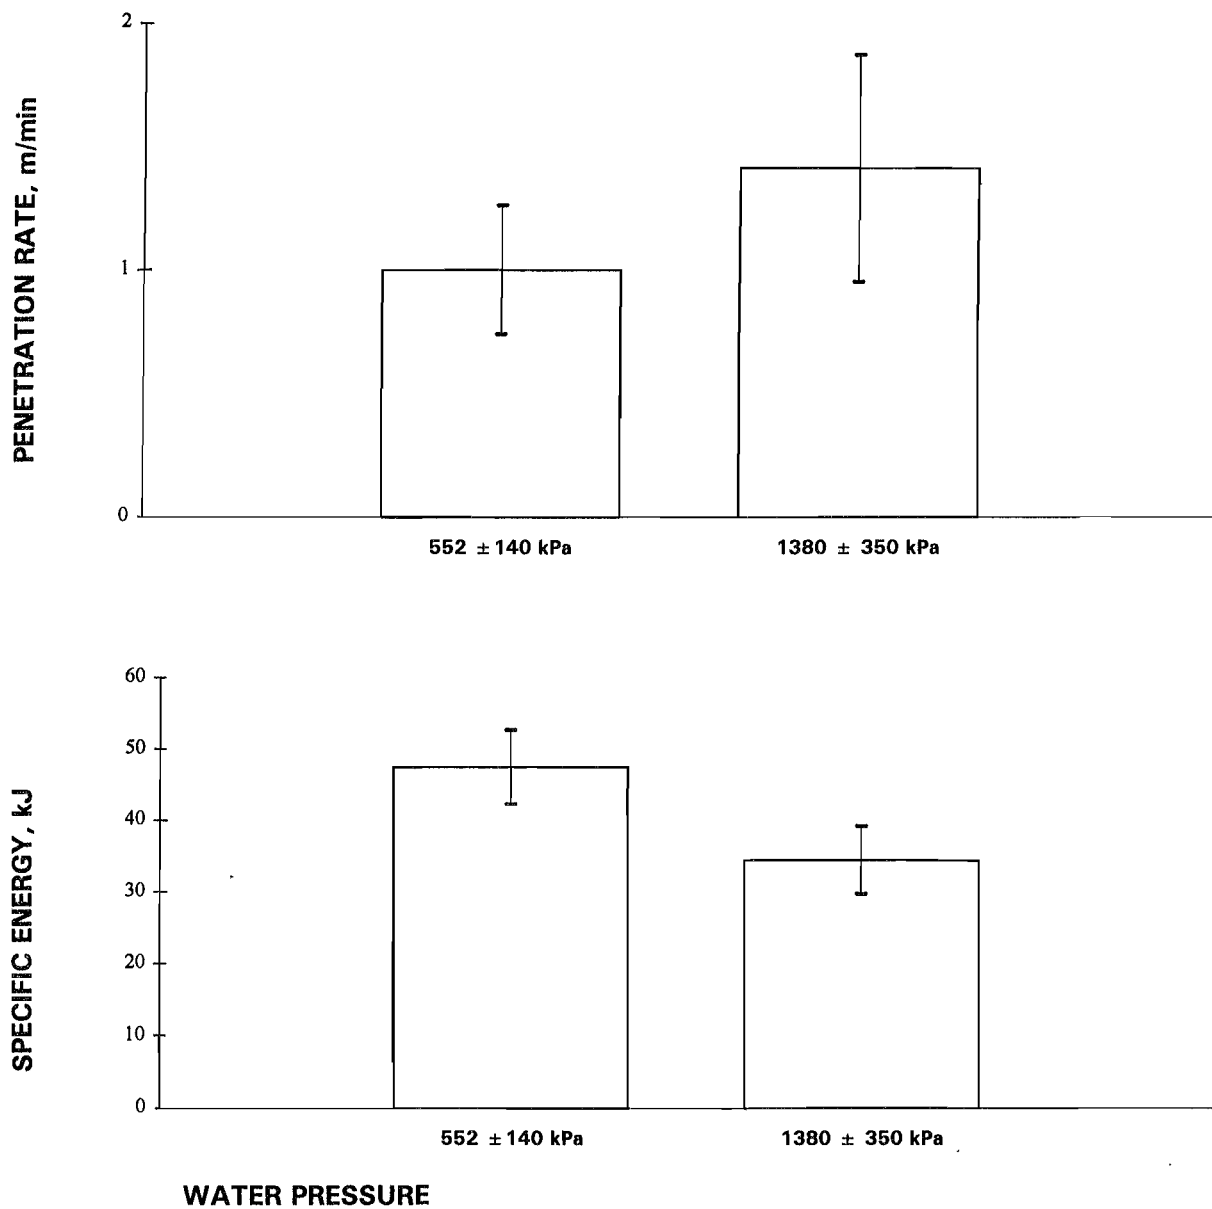 PENETRATION RATE, m/min
2
1
0
552 ± 140 kPa
1380 ± 350 kPa
SPECIFIC ENERGY, kJ
60
50
40
30
20
10
0
552 ± 140 kPa
1380 ± 350 kPa
WATER PRESSURE